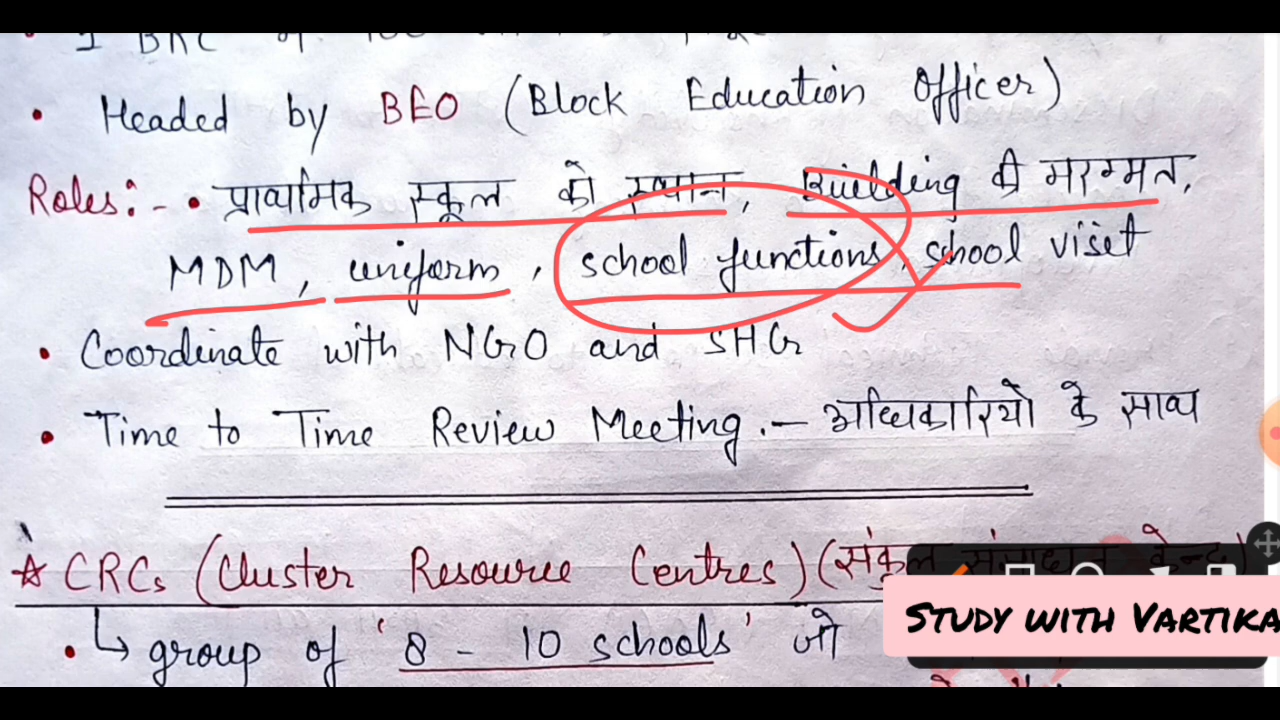 • Headed by BEO (Block Education Officer)
Roles:- • प्राथमिक स्कूल को स्थान, Building की मरम्मत,
MDM, uniform, school functions, school viset
• Coordinate with NGO and SHG
• Time to Time Review Meeting.- अधिकारियों के साथ
☆ CRCs (Cluster Resource Centres) (संकुल संसाधन केन्द्र)
↳ • group of '8 - 10 schools' जो
STUDY WITH VARTIKA